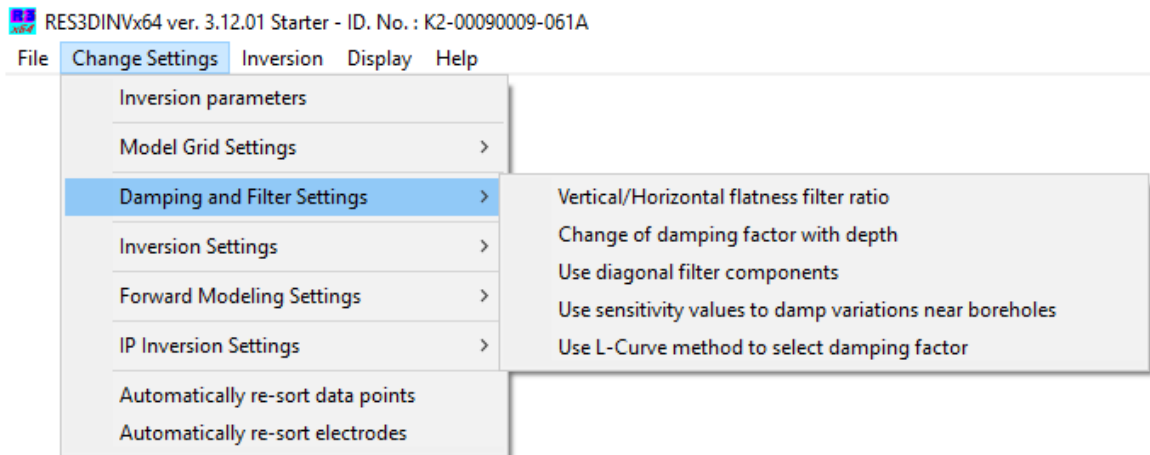 R3 x64 RES3DINVx64 ver. 3.12.01 Starter - ID. No. : K2-00090009-061A
File Change Settings Inversion Display Help
Inversion parameters
Model Grid Settings >
Damping and Filter Settings >
Vertical/Horizontal flatness filter ratio
Change of damping factor with depth
Use diagonal filter components
Use sensitivity values to damp variations near boreholes
Use L-Curve method to select damping factor
Inversion Settings >
Forward Modeling Settings >
IP Inversion Settings >
Automatically re-sort data points
Automatically re-sort electrodes